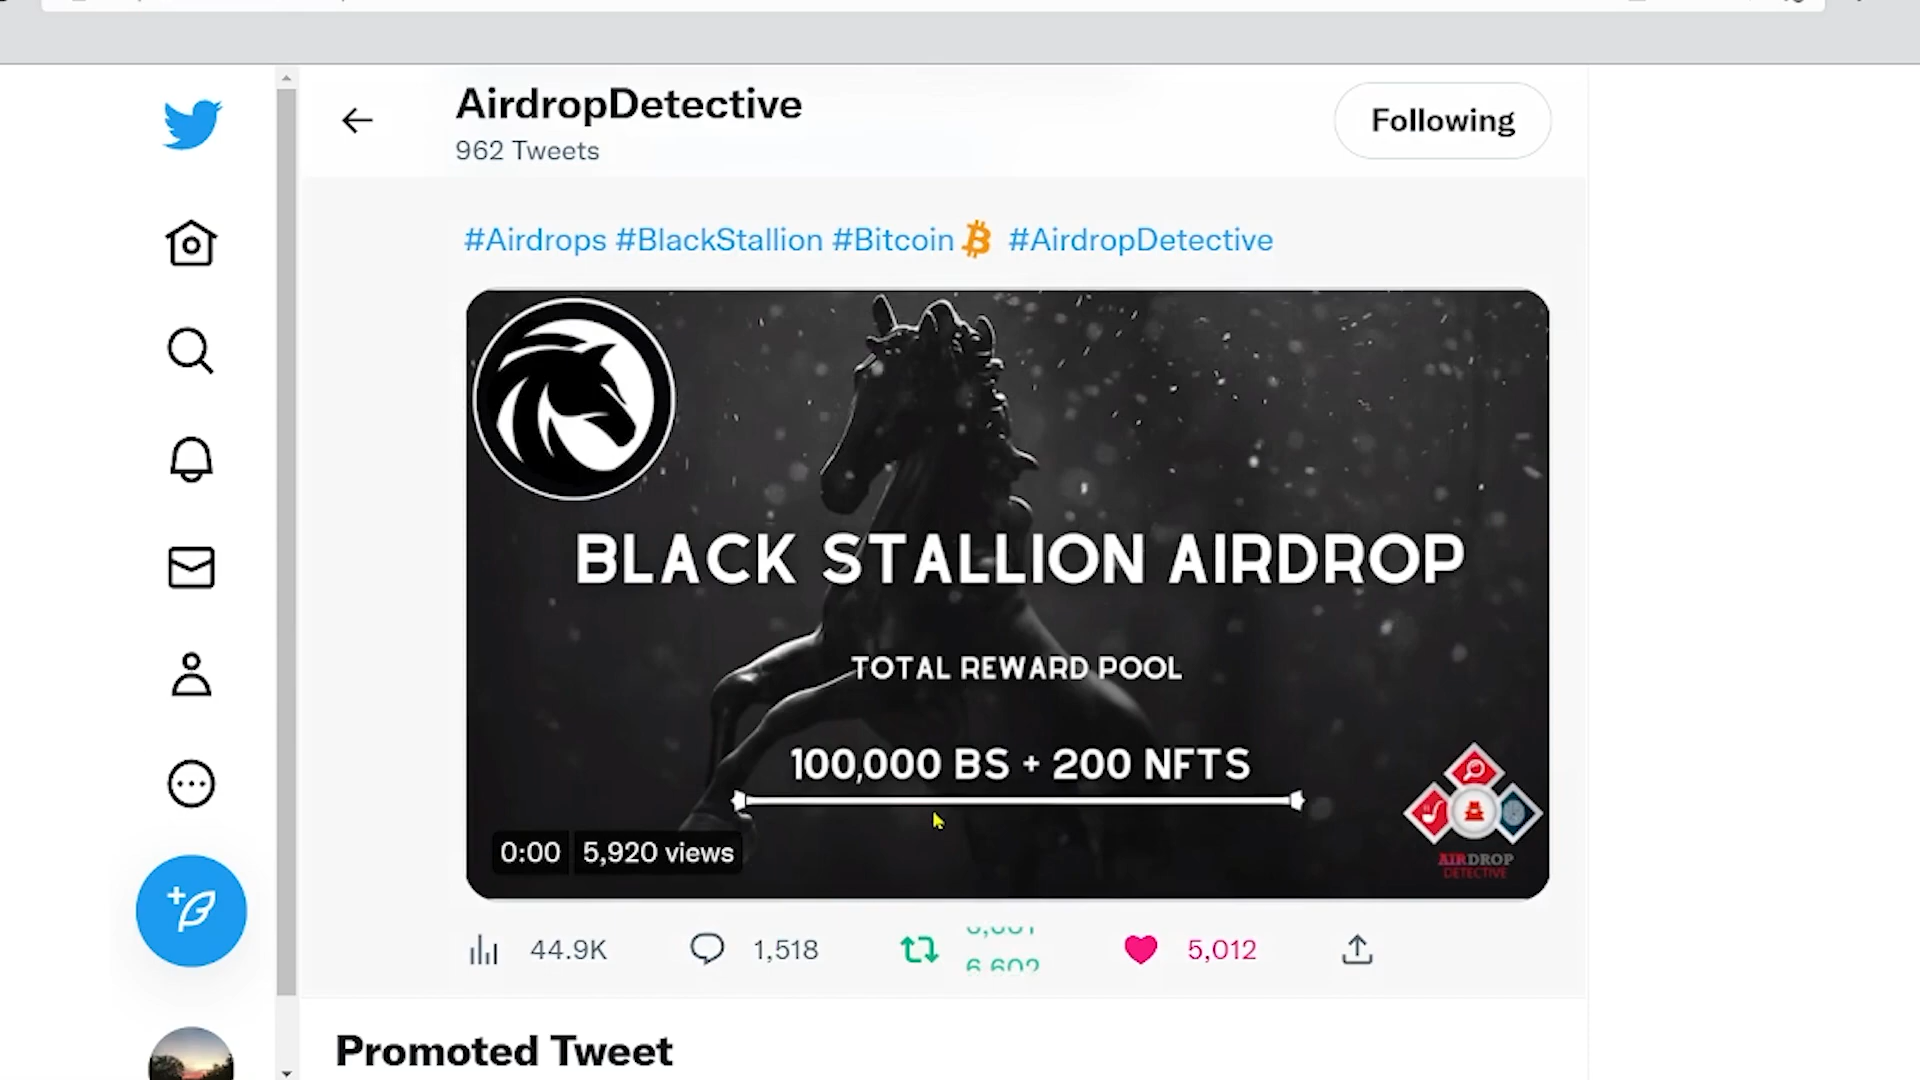 AirdropDetective
962 Tweets
Following
#Airdrops #BlackStallion #Bitcoin #AirdropDetective
BLACK STALLION AIRDROP
TOTAL REWARD POOL
100,000 BS + 200 NFTS
AIRDROP
DETECTIVE
0:00 5,920 views
44.9K 1,518 5,012
Promoted Tweet